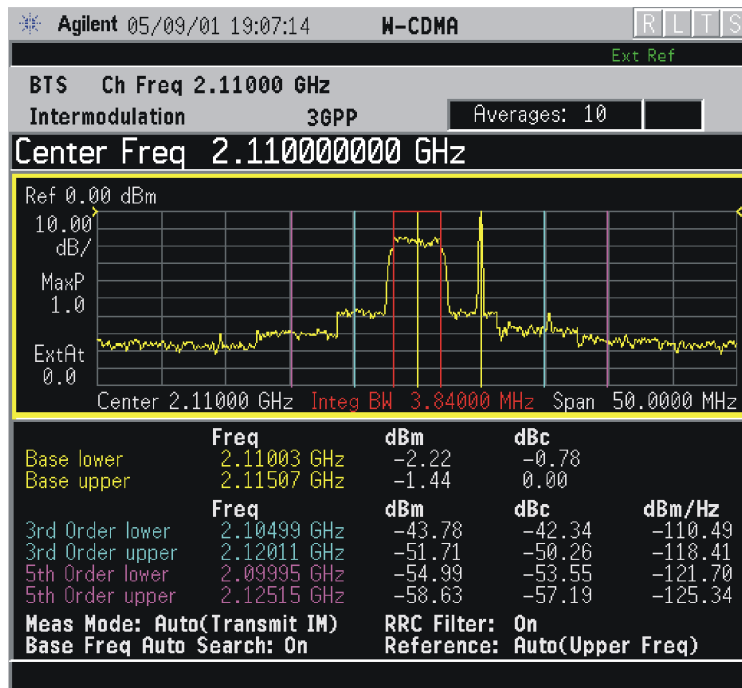 Agilent 05/09/01 19:07:14 W-CDMA R L T S
Ext Ref
BTS Ch Freq 2.11000 GHz
Intermodulation 3GPP Averages: 10
Center Freq 2.110000000 GHz
Ref 0.00 dBm
10.00
dB/
MaxP
1.0
ExtAt
0.0
Center 2.11000 GHz Integ BW 3.84000 MHz Span 50.0000 MHz
Freq dBm dBc
Base lower 2.11003 GHz -2.22 -0.78
Base upper 2.11507 GHz -1.44 0.00
Freq dBm dBc dBm/Hz
3rd Order lower 2.10499 GHz -43.78 -42.34 -110.49
3rd Order upper 2.12011 GHz -51.71 -50.26 -118.41
5th Order lower 2.09995 GHz -54.99 -53.55 -121.70
5th Order upper 2.12515 GHz -58.63 -57.19 -125.34
Meas Mode: Auto(Transmit IM) RRC Filter: On
Base Freq Auto Search: On Reference: Auto(Upper Freq)